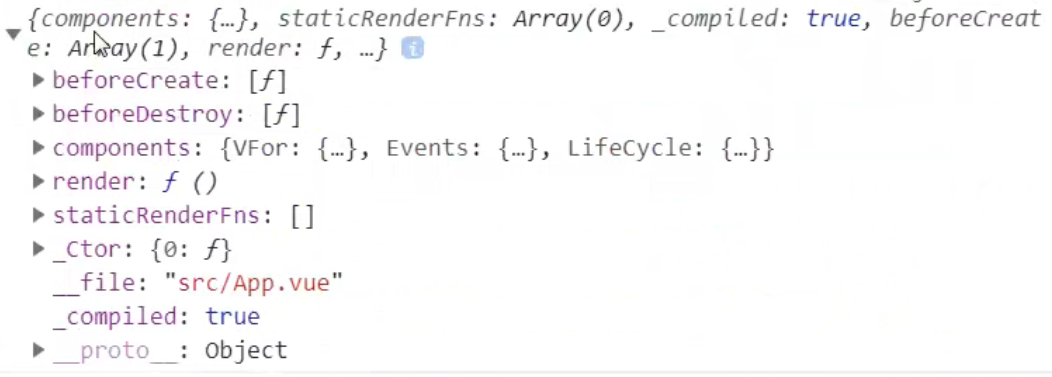 {components: {…}, staticRenderFns: Array(0), _compiled: true, beforeCreat
e: Array(1), render: ƒ, …} i
▶ beforeCreate: [ƒ]
▶ beforeDestroy: [ƒ]
▶ components: {VFor: {…}, Events: {…}, LifeCycle: {…}}
▶ render: ƒ ()
▶ staticRenderFns: []
▶ _Ctor: {0: ƒ}
__file: "src/App.vue"
_compiled: true
▶ __proto__: Object